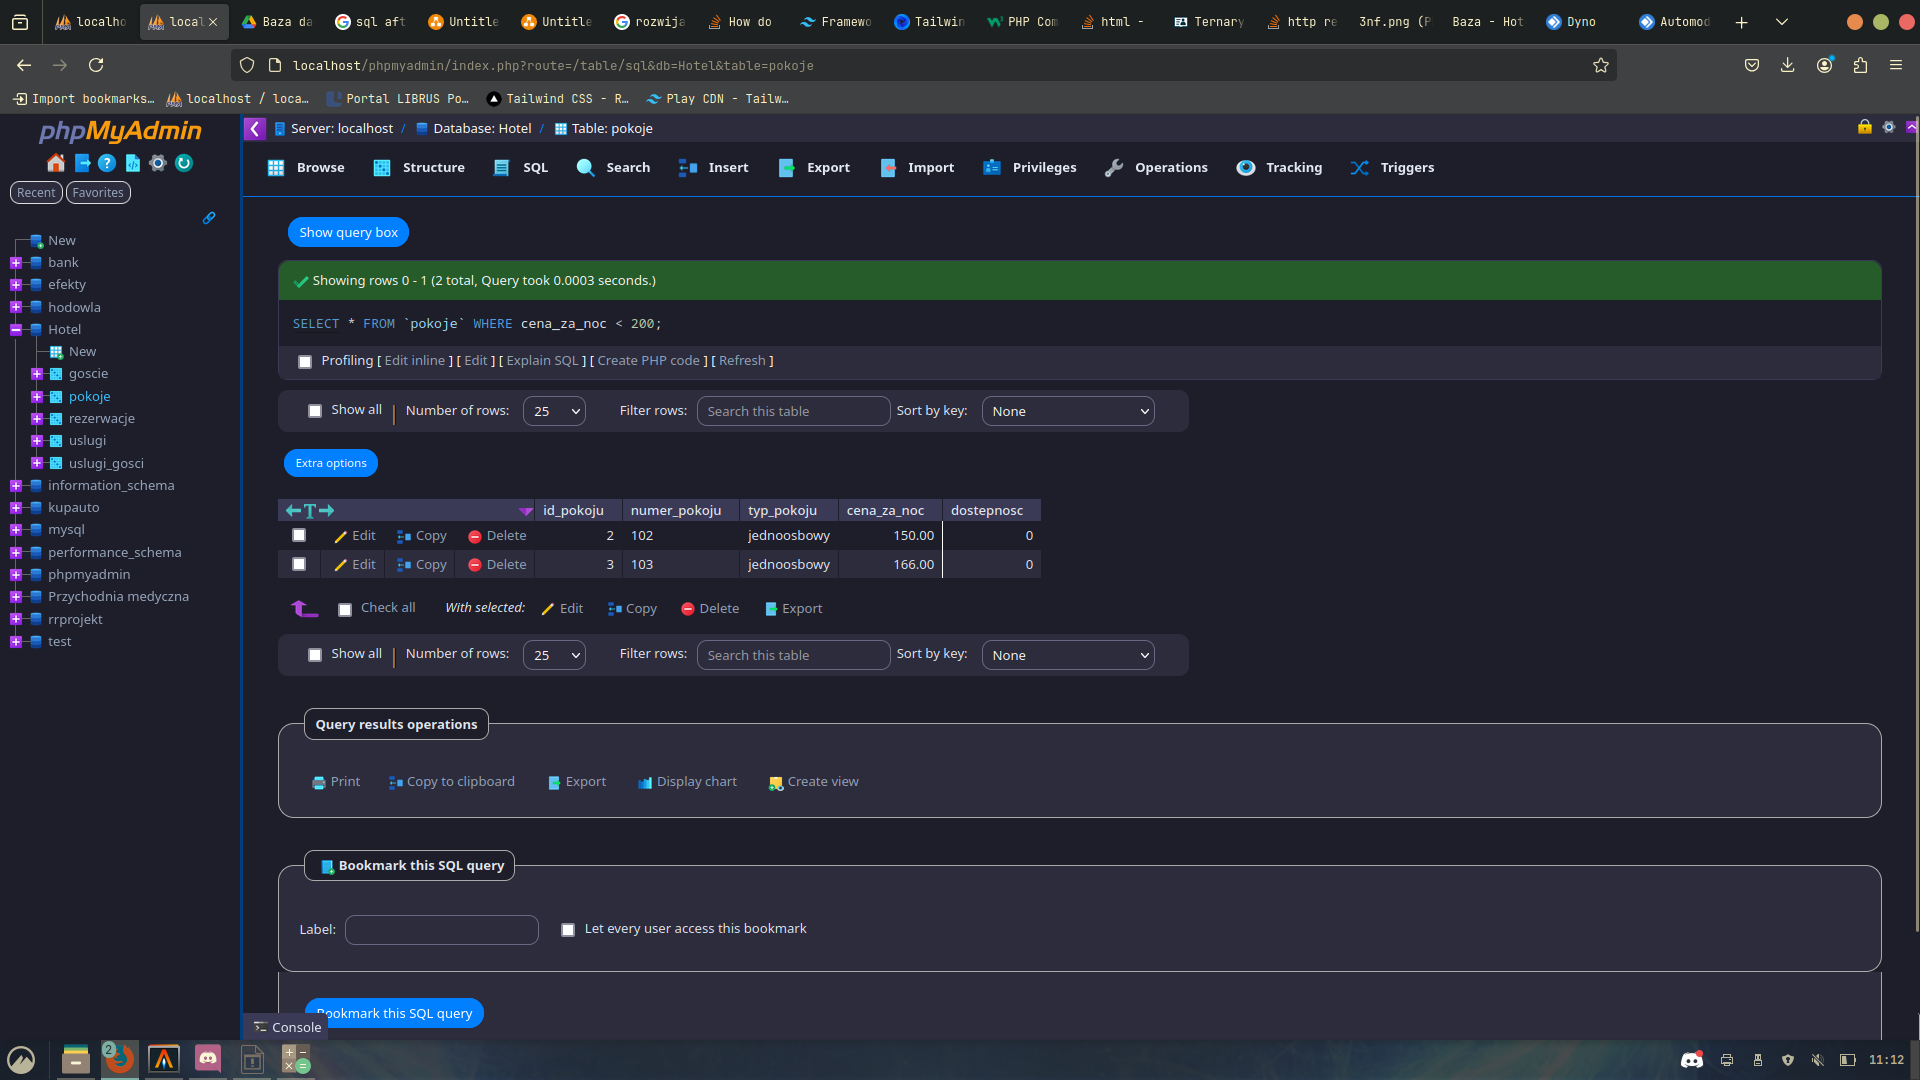 localho
local
Baza da
sql aft
Untitle
Untitle
rozwija
How do
Framewo
Tailwin
PHP Com
html -
Ternary
http re
3nf.png (P
Baza - Hot
Dyno
Automod
localhost/phpmyadmin/index.php?route=/table/sql&db=Hotel&table=pokoje
Import bookmarks...
localhost / loca...
Portal LIBRUS Po...
Tailwind CSS - R...
Play CDN - Tailw...
phpMyAdmin
Recent
Favorites
New
bank
efekty
hodowla
Hotel
New
goscie
pokoje
rezerwacje
uslugi
uslugi_gosci
information_schema
kupauto
mysql
performance_schema
phpmyadmin
Przychodnia medyczna
rrprojekt
test
Server: localhost / Database: Hotel / Table: pokoje
Browse
Structure
SQL
Search
Insert
Export
Import
Privileges
Operations
Tracking
Triggers
Show query box
Showing rows 0 - 1 (2 total, Query took 0.0003 seconds.)
SELECT * FROM `pokoje` WHERE cena_za_noc < 200;
Profiling [ Edit inline ] [ Edit ] [ Explain SQL ] [ Create PHP code ] [ Refresh ]
Show all | Number of rows: 25 Filter rows: Search this table Sort by key: None
Extra options
←T→ id_pokoju numer_pokoju typ_pokoju cena_za_noc dostepnosc
Edit Copy Delete 2 102 jednoosbowy 150.00 0
Edit Copy Delete 3 103 jednoosbowy 166.00 0
Check all With selected: Edit Copy Delete Export
Show all | Number of rows: 25 Filter rows: Search this table Sort by key: None
Query results operations
Print Copy to clipboard Export Display chart Create view
Bookmark this SQL query
Label: Let every user access this bookmark
Bookmark this SQL query
Console
2
11:12